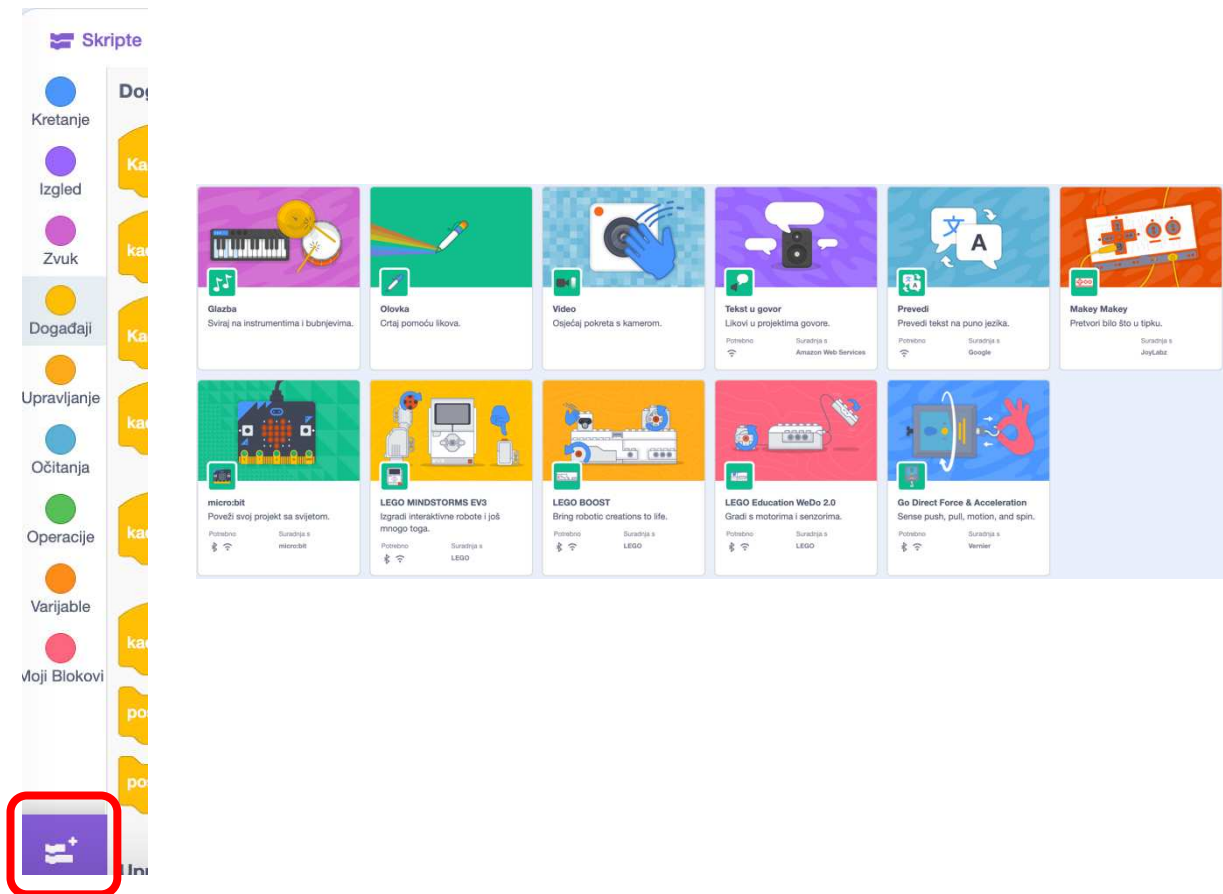 Skripte
Kretanje
Izgled
Zvuk
Događaji
Upravljanje
Očitanja
Operacije
Varijable
Moji Blokovi
Glazba
Sviraj na instrumentima i bubnjevima.
Olovka
Crtaj pomoću likova.
Video
Osjećaj pokreta s kamerom.
Tekst u govor
Likovi u projektima govore.
Potrebno Suradnja s
Amazon Web Services
Prevedi
Prevedi tekst na puno jezika.
Potrebno Suradnja s
Google
Makey Makey
Pretvori bilo što u tipku.
Suradnja s
JoyLabz
micro:bit
Poveži svoj projekt sa svijetom.
Potrebno Suradnja s
micro:bit
LEGO MINDSTORMS EV3
Izgradi interaktivne robote i još
mnogo toga.
Potrebno Suradnja s
LEGO
LEGO BOOST
Bring robotic creations to life.
Potrebno Suradnja s
LEGO
LEGO Education WeDo 2.0
Gradi s motorima i senzorima.
Potrebno Suradnja s
LEGO
Go Direct Force & Acceleration
Sense push, pull, motion, and spin.
Potrebno Suradnja s
Vernier